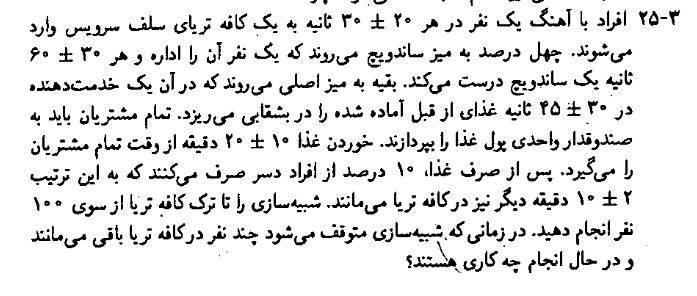 ۲۵-۳ افراد با آهنگ یک نفر در هر ۲۰ ± ۳۰ ثانیه به یک کافه تریای سلف سرویس وارد
می‌شوند. چهل درصد به میز ساندویچ می‌روند که یک نفر آن را اداره و هر ۳۰ ± ۶۰
ثانیه یک ساندویچ درست می‌کند. بقیه به میز اصلی می‌روند که در آن یک خدمت‌دهنده
در ۳۰ ± ۴۵ ثانیه غذای از قبل آماده شده را در بشقابی می‌ریزد. تمام مشتریان باید به
صندوقدار واحدی پول غذا را بپردازند. خوردن غذا ۱۰ ± ۲۰ دقیقه از وقت تمام مشتریان
را می‌گیرد. پس از صرف غذا، ۱۰ درصد از افراد دسر صرف می‌کنند که به این ترتیب
۲ ± ۱۰ دقیقه دیگر نیز در کافه تریا می‌مانند. شبیه‌سازی را تا ترک کافه تریا از سوی ۱۰۰
نفر انجام دهید. در زمانی که شبیه‌سازی متوقف می‌شود چند نفر در کافه تریا باقی می‌مانند
و در حال انجام چه کاری هستند؟